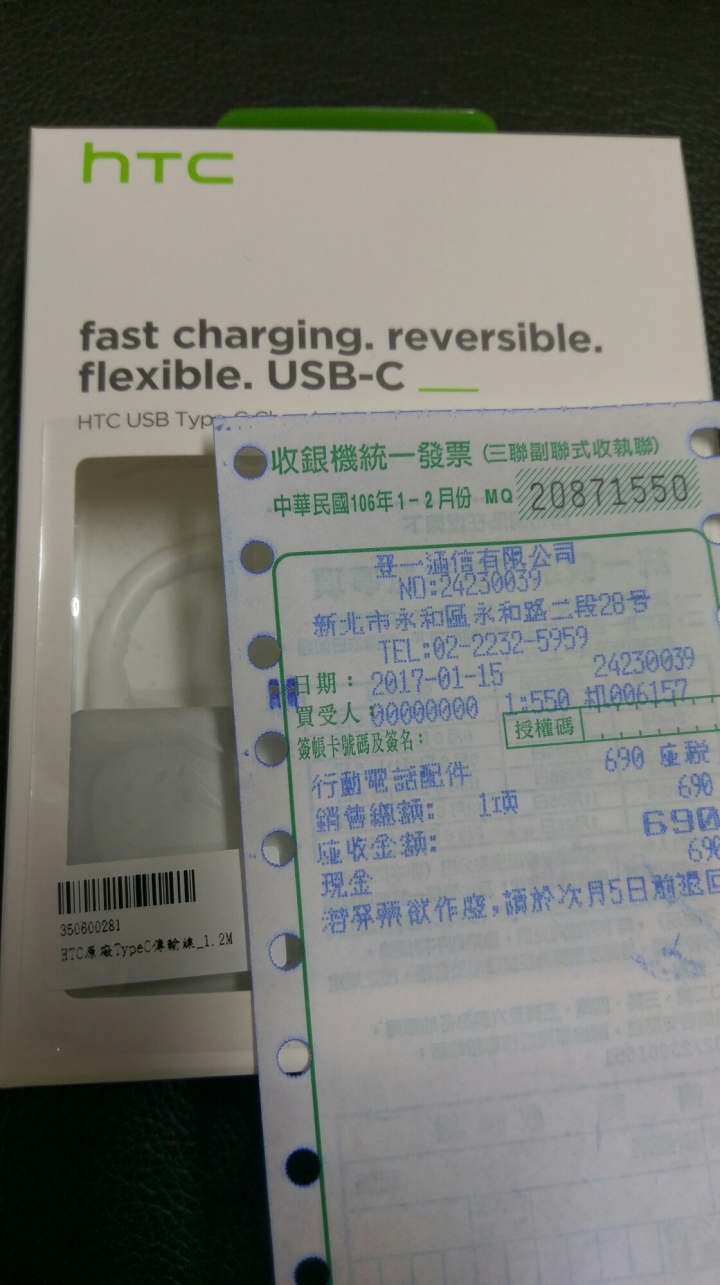 hTC
fast charging. reversible.
flexible. USB-C
HTC USB Type-C
收銀機統一發票 (三聯副聯式收執聯)
中華民國106年1-2月份 MQ 20871550
登一通信有限公司
NO:24230039
新北市永和區永和路二段28号
TEL:02-2232-5959
日期: 2017-01-15 24230039
買受人: 00000000 1:550 机006157
簽帳卡號碼及簽名:
授權碼
行動電話配件 690 應稅
銷售總額: 1項 690
應收金額: 690
現金 690
若發票欲作廢,請於次月5日前退回
350600281
HTC原廠TypeC傳輸線_1.2M